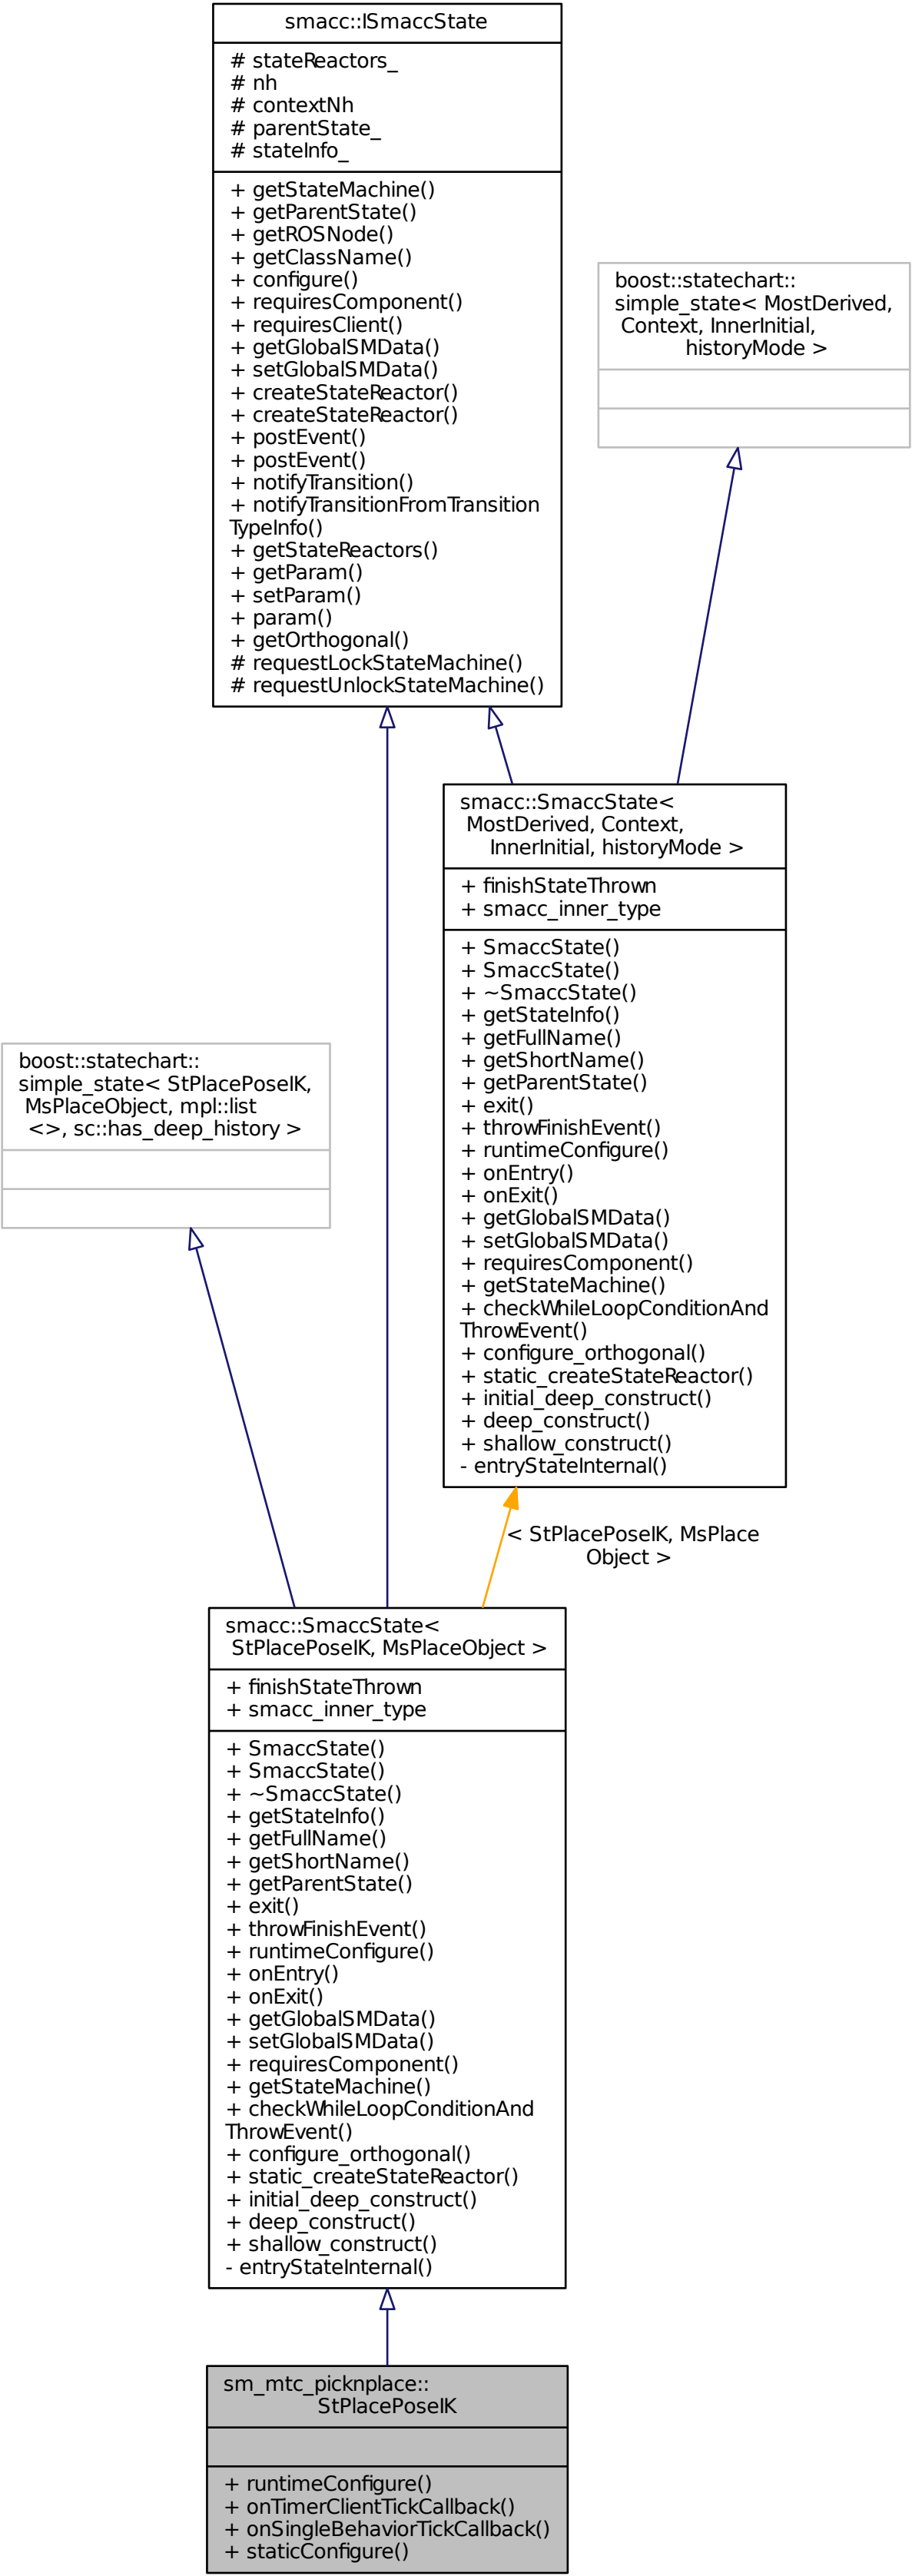 smacc::ISmaccState
# stateReactors_
# nh
# contextNh
# parentState_
# stateInfo_
+ getStateMachine()
+ getParentState()
+ getROSNode()
+ getClassName()
+ configure()
+ requiresComponent()
+ requiresClient()
+ getGlobalSMData()
+ setGlobalSMData()
+ createStateReactor()
+ createStateReactor()
+ postEvent()
+ postEvent()
+ notifyTransition()
+ notifyTransitionFromTransition
TypeInfo()
+ getStateReactors()
+ getParam()
+ setParam()
+ param()
+ getOrthogonal()
# requestLockStateMachine()
# requestUnlockStateMachine()
boost::statechart::
simple_state< MostDerived,
Context, InnerInitial,
historyMode >
smacc::SmaccState<
MostDerived, Context,
InnerInitial, historyMode >
+ finishStateThrown
+ smacc_inner_type
+ SmaccState()
+ SmaccState()
+ ~SmaccState()
+ getStateInfo()
+ getFullName()
+ getShortName()
+ getParentState()
+ exit()
+ throwFinishEvent()
+ runtimeConfigure()
+ onEntry()
+ onExit()
+ getGlobalSMData()
+ setGlobalSMData()
+ requiresComponent()
+ getStateMachine()
+ checkWhileLoopConditionAnd
ThrowEvent()
+ configure_orthogonal()
+ static_createStateReactor()
+ initial_deep_construct()
+ deep_construct()
+ shallow_construct()
- entryStateInternal()
boost::statechart::
simple_state< StPlacePoseIK,
MsPlaceObject, mpl::list
<>, sc::has_deep_history >
< StPlacePoseIK, MsPlace
Object >
smacc::SmaccState<
StPlacePoseIK, MsPlaceObject >
+ finishStateThrown
+ smacc_inner_type
+ SmaccState()
+ SmaccState()
+ ~SmaccState()
+ getStateInfo()
+ getFullName()
+ getShortName()
+ getParentState()
+ exit()
+ throwFinishEvent()
+ runtimeConfigure()
+ onEntry()
+ onExit()
+ getGlobalSMData()
+ setGlobalSMData()
+ requiresComponent()
+ getStateMachine()
+ checkWhileLoopConditionAnd
ThrowEvent()
+ configure_orthogonal()
+ static_createStateReactor()
+ initial_deep_construct()
+ deep_construct()
+ shallow_construct()
- entryStateInternal()
sm_mtc_picknplace::
StPlacePoseIK
+ runtimeConfigure()
+ onTimerClientTickCallback()
+ onSingleBehaviorTickCallback()
+ staticConfigure()